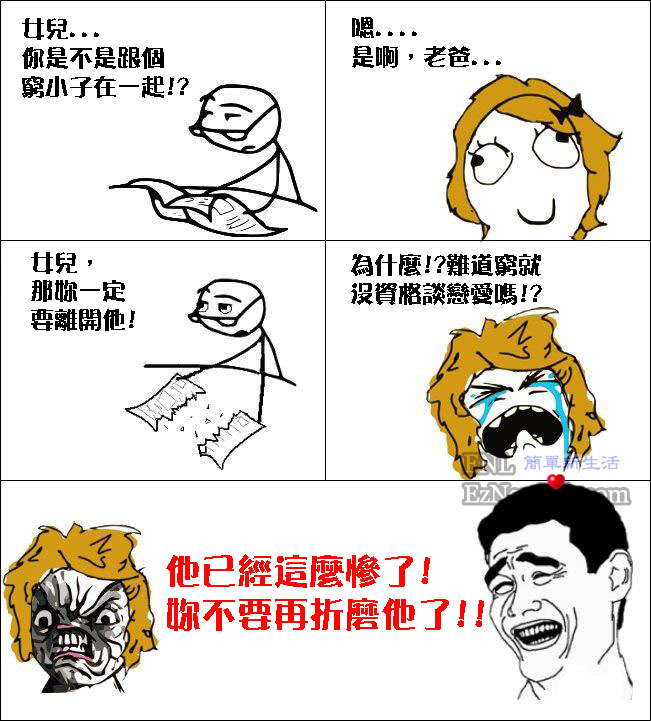 女兒...
你是不是跟個
窮小子在一起!?
嗯....
是啊，老爸...
女兒，
那妳一定
要離開他!
為什麼!?難道窮就
沒資格談戀愛嗎!?
ENL 簡單新生活
他已經這麼慘了!
妳不要再折磨他了!!